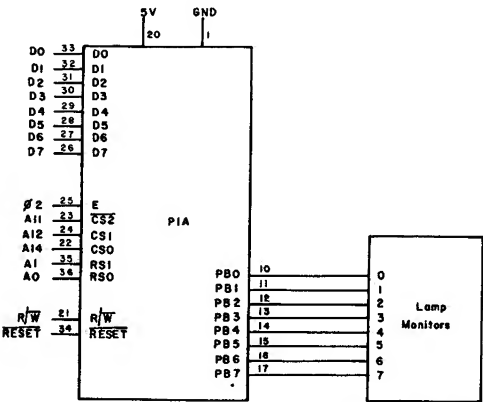 5V GND
20 1
D0 33 D0
D1 32 D1
D2 31 D2
D3 30 D3
D4 29 D4
D5 28 D5
D6 27 D6
D7 26 D7
Ø2 25 E
A11 23 CS2
A12 24 CS1
A14 22 CS0
A1 35 RS1
A0 36 RS0
R/W 21 R/W
RESET 34 RESET
PIA
PB0 10 0
PB1 11 1
PB2 12 2
PB3 13 3
PB4 14 4
PB5 15 5
PB6 16 6
PB7 17 7
Lamp
Monitors